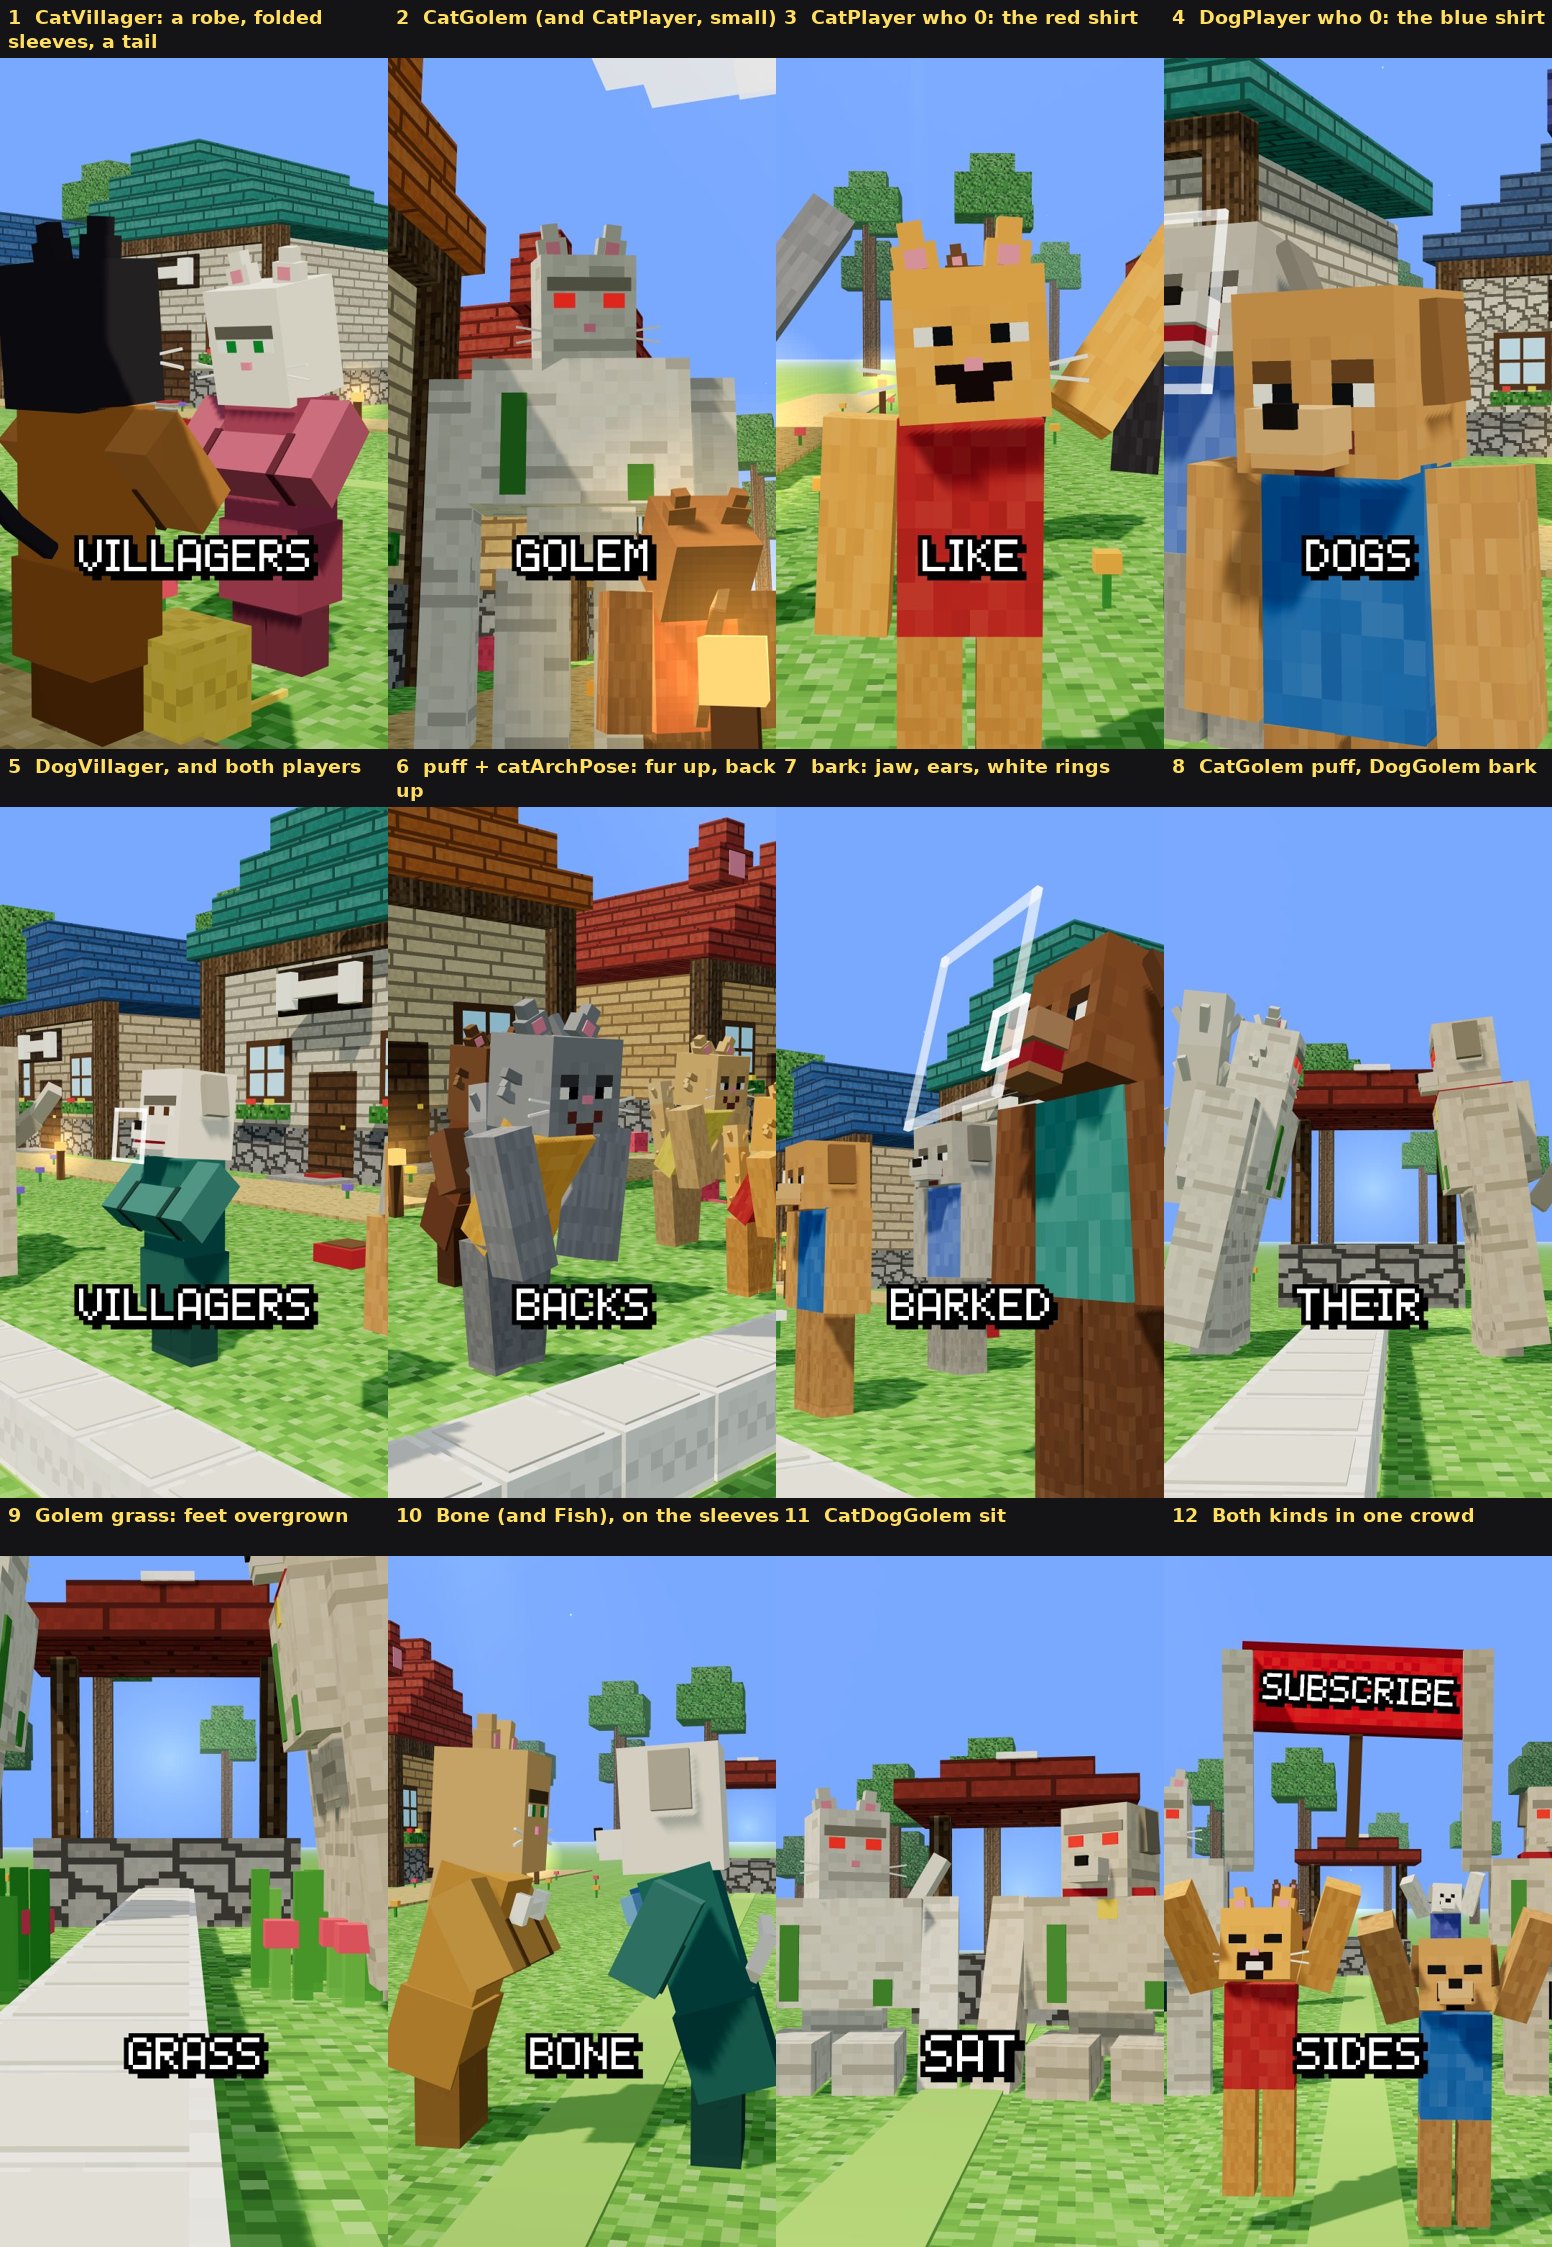 1 CatVillager: a robe, folded
sleeves, a tail
2 CatGolem (and CatPlayer, small)
3 CatPlayer who 0: the red shirt
4 DogPlayer who 0: the blue shirt
VILLAGERS
GOLEM
LIKE
DOGS
5 DogVillager, and both players
6 puff + catArchPose: fur up, back
up
7 bark: jaw, ears, white rings
8 CatGolem puff, DogGolem bark
VILLAGERS
BACKS
BARKED
THEIR
9 Golem grass: feet overgrown
10 Bone (and Fish), on the sleeves
11 CatDogGolem sit
12 Both kinds in one crowd
SUBSCRIBE
GRASS
BONE
SAT
SIDES